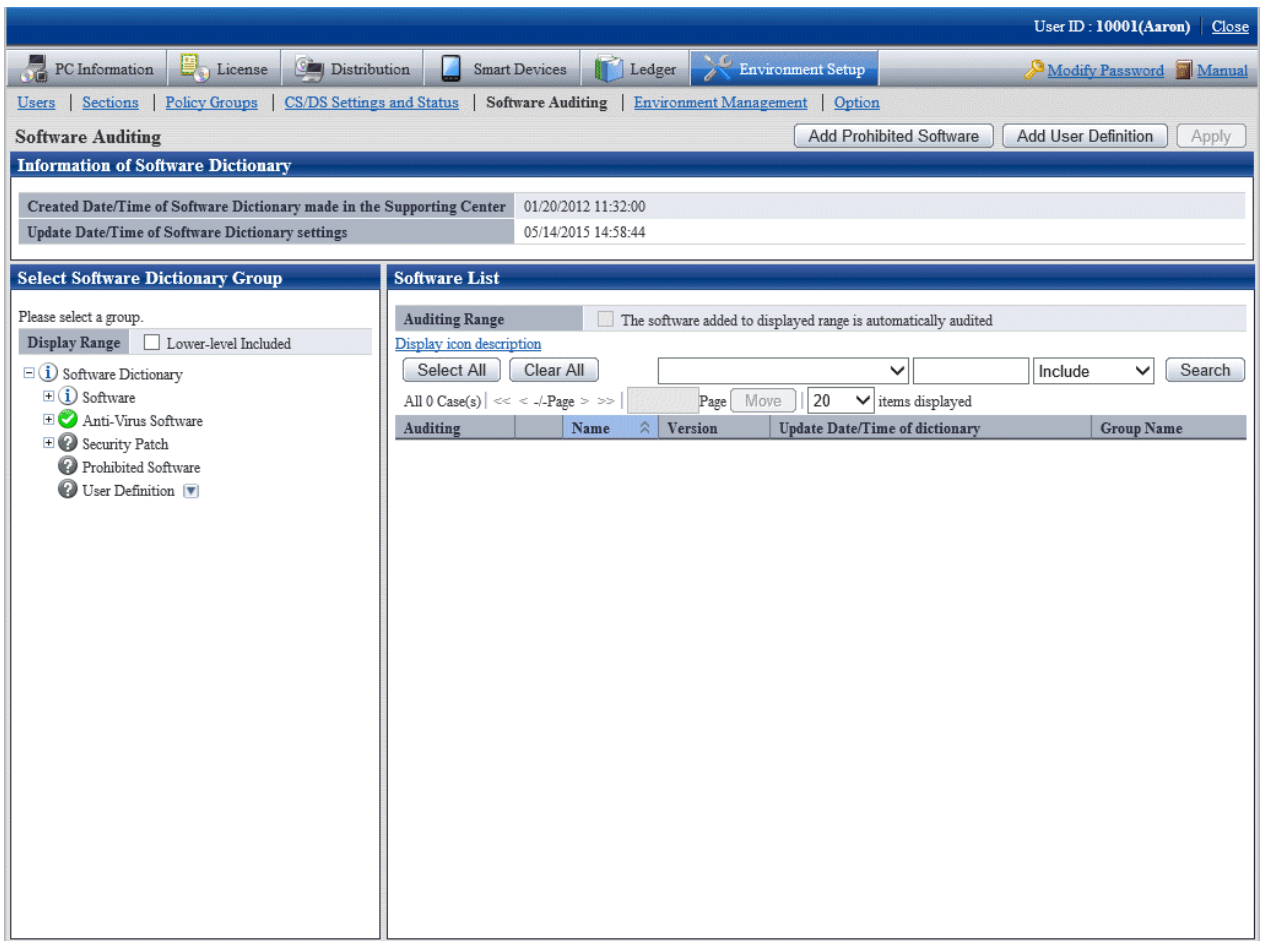 User ID : 10001(Aaron) Close
PC Information License Distribution Smart Devices Ledger Environment Setup Modify Password Manual
Users | Sections | Policy Groups | CS/DS Settings and Status | Software Auditing | Environment Management | Option
Software Auditing Add Prohibited Software Add User Definition Apply
Information of Software Dictionary
Created Date/Time of Software Dictionary made in the Supporting Center 01/20/2012 11:32:00
Update Date/Time of Software Dictionary settings 05/14/2015 14:58:44
Select Software Dictionary Group
Please select a group.
Display Range Lower-level Included
Software Dictionary
Software
Anti-Virus Software
Security Patch
Prohibited Software
User Definition
Software List
Auditing Range The software added to displayed range is automatically audited
Display icon description
Select All Clear All Include Search
All 0 Case(s) | << < -/-Page > >> | Page Move | 20 items displayed
Auditing Name Version Update Date/Time of dictionary Group Name